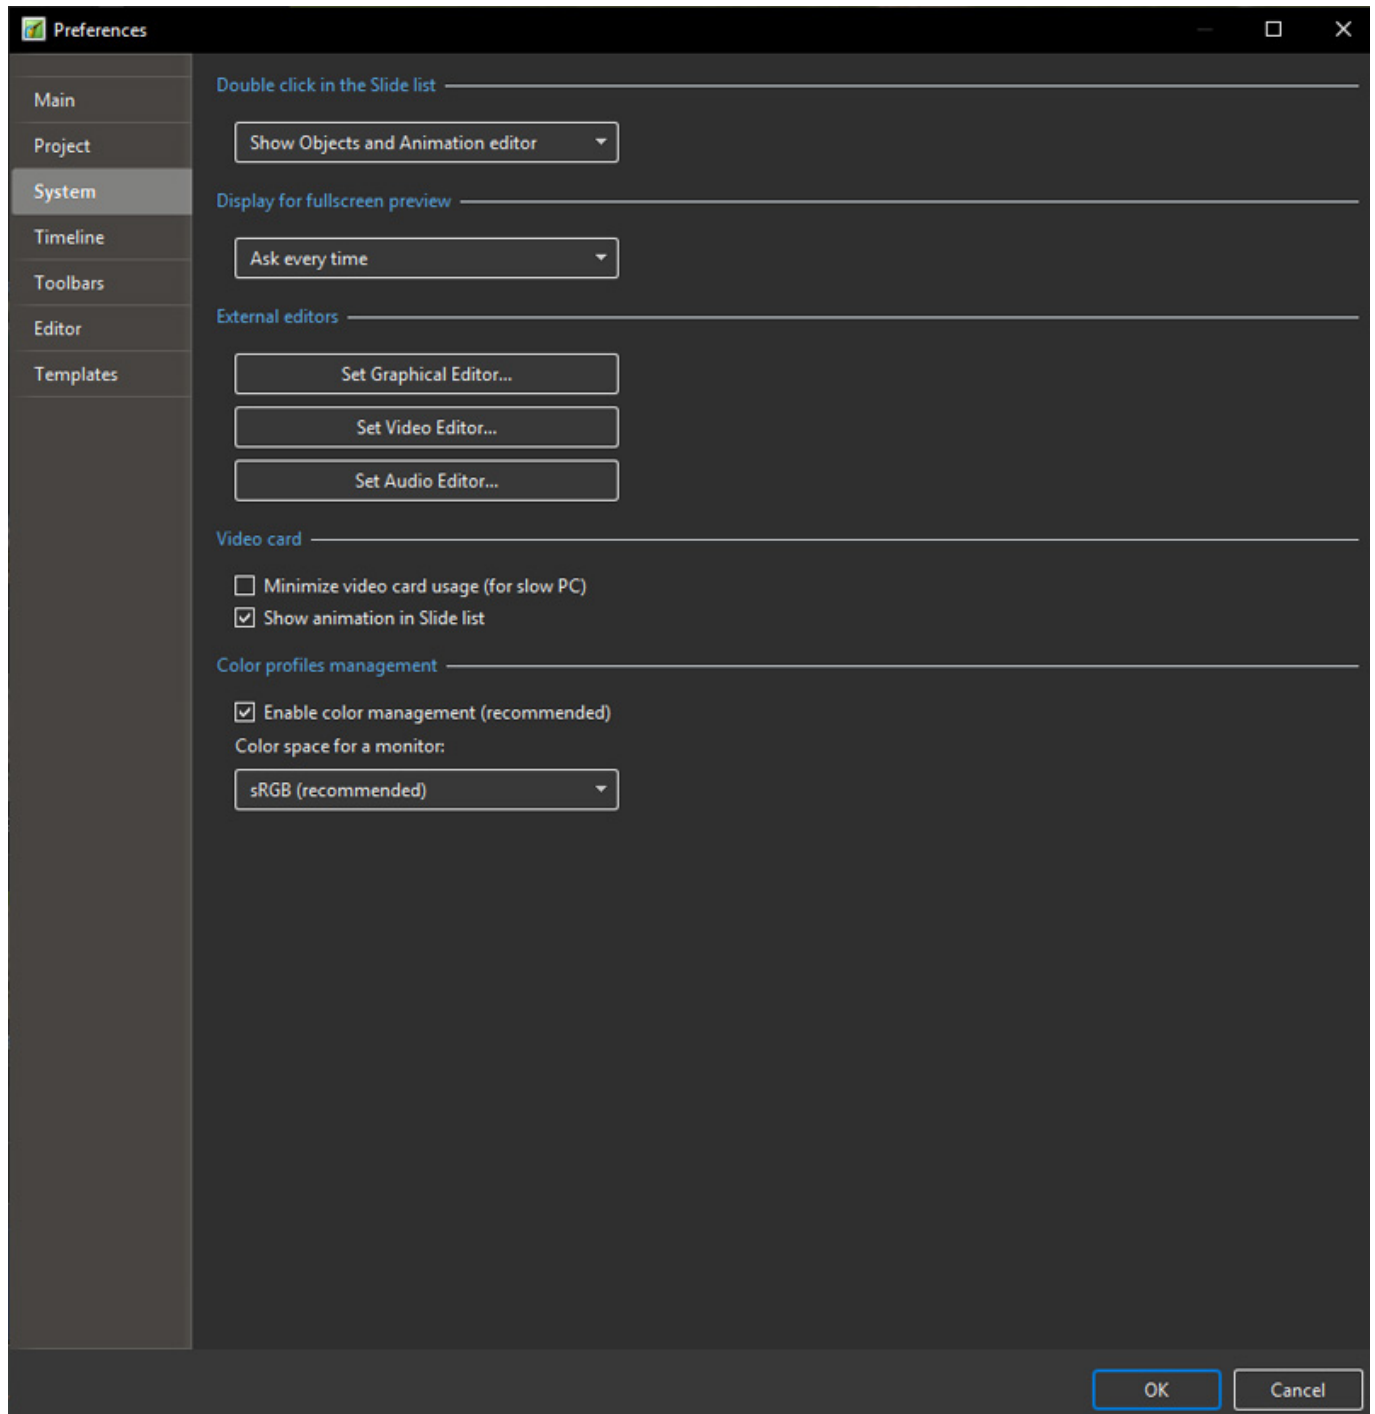 Preferences
Main
Project
System
Timeline
Toolbars
Editor
Templates
Double click in the Slide list
Show Objects and Animation editor
Display for fullscreen preview
Ask every time
External editors
Set Graphical Editor...
Set Video Editor...
Set Audio Editor...
Video card
Minimize video card usage (for slow PC)
Show animation in Slide list
Color profiles management
Enable color management (recommended)
Color space for a monitor:
sRGB (recommended)
OK
Cancel